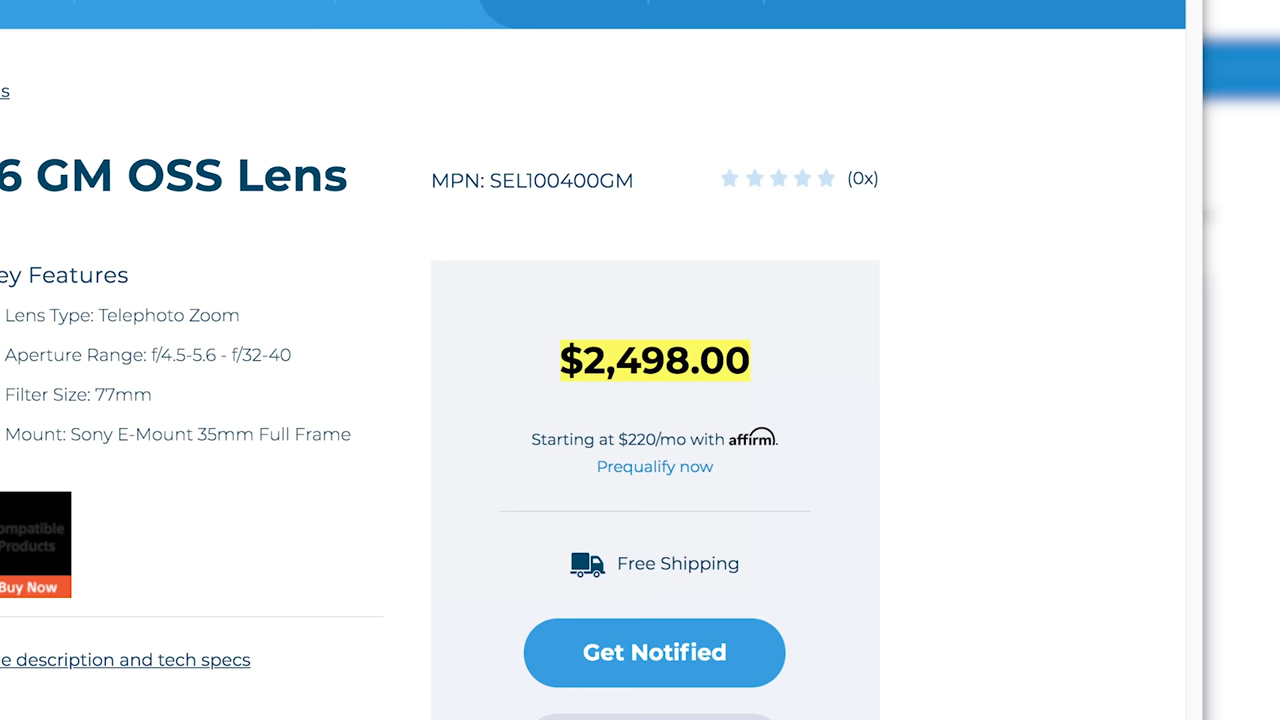 s
6 GM OSS Lens
MPN: SEL100400GM
(0x)
ey Features
Lens Type: Telephoto Zoom
Aperture Range: f/4.5-5.6 - f/32-40
Filter Size: 77mm
Mount: Sony E-Mount 35mm Full Frame
$2,498.00
Starting at $220/mo with affirm.
Prequalify now
ompatible
Products
Buy Now
Free Shipping
Get Notified
e description and tech specs